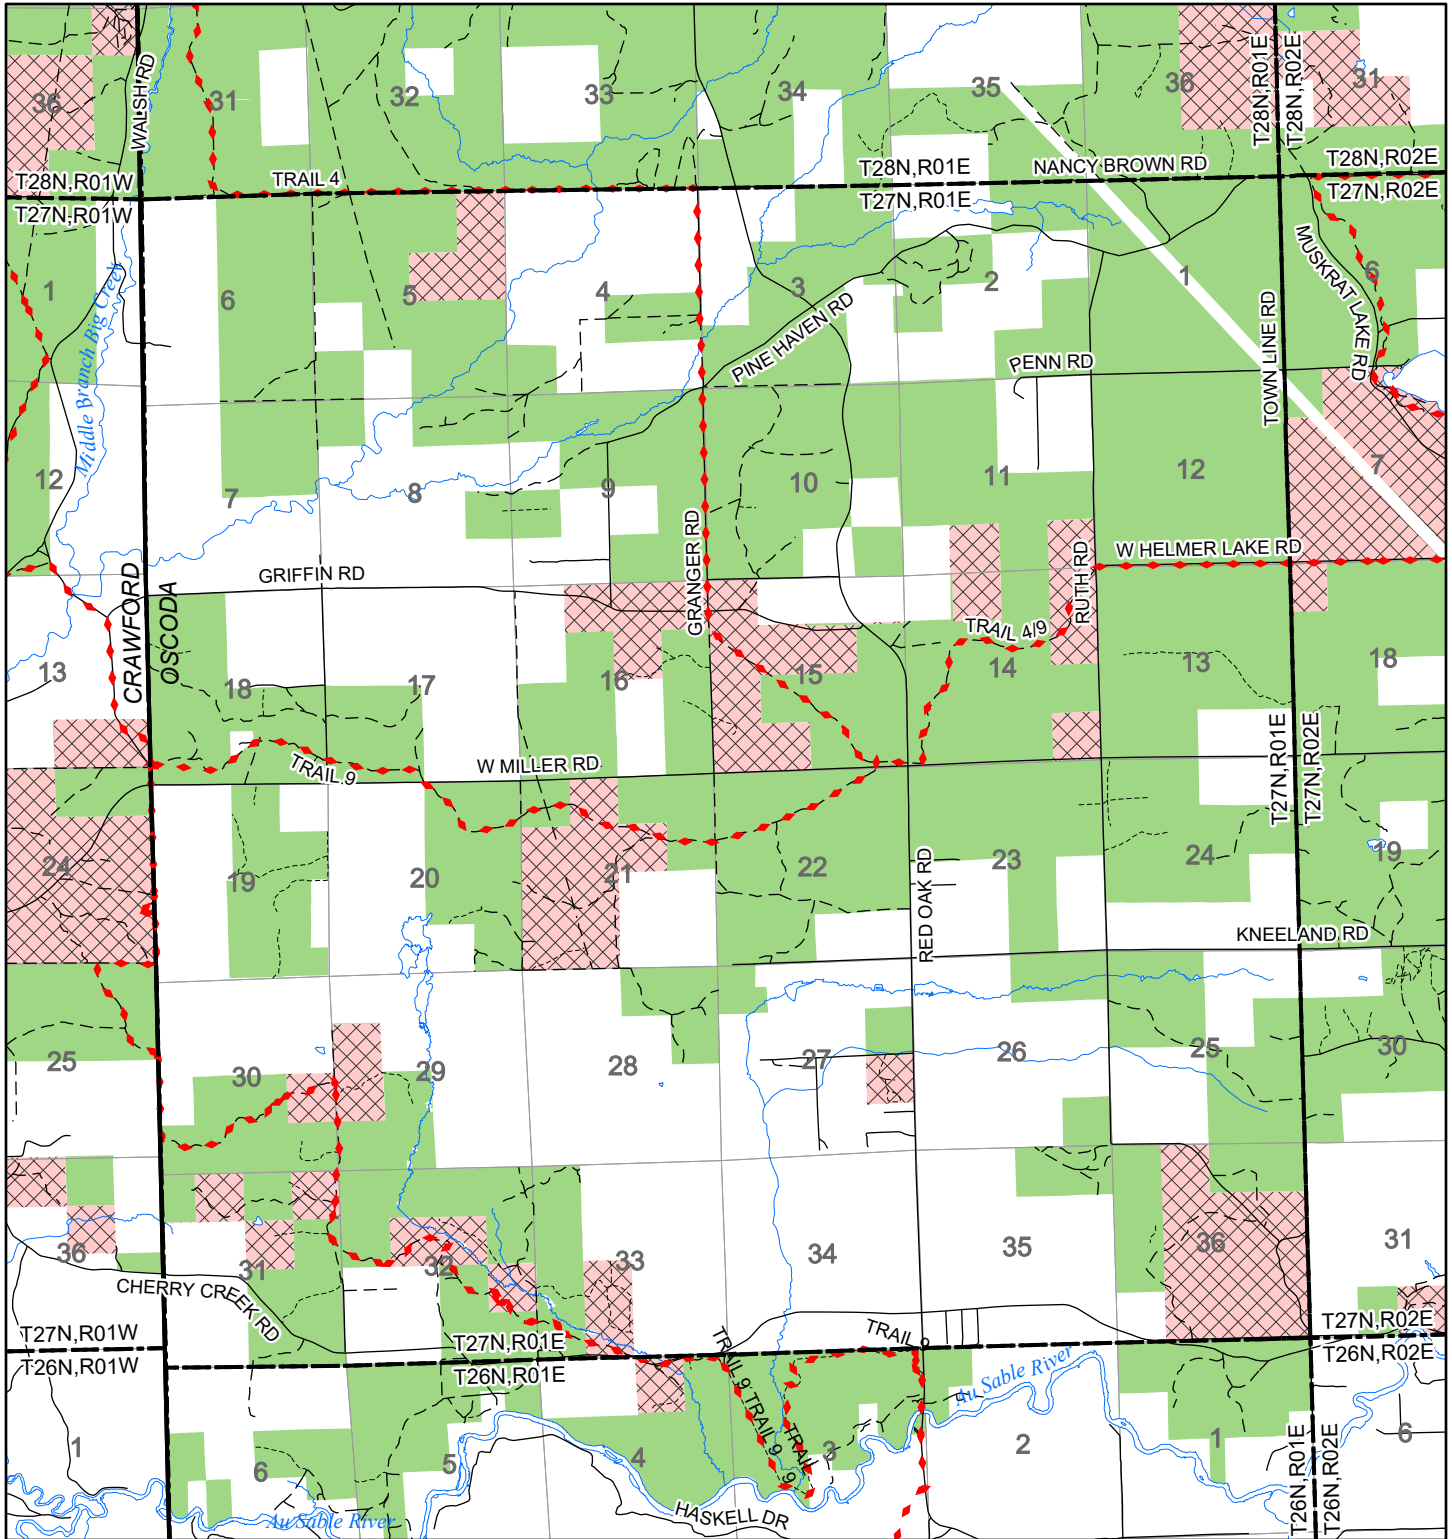 36
WALSH RD
31
32
33
34
35
36
T28N,R01E
T28N,R02E
31
T28N,R01W
T27N,R01W
TRAIL 4
T28N,R01E
T27N,R01E
NANCY BROWN RD
T28N,R02E
T27N,R02E
1
Middle Branch Big Creek
6
5
4
3
2
1
MUSKRAT LAKE RD
6
PINE HAVEN RD
PENN RD
TOWN LINE RD
12
7
8
9
10
11
12
7
GRANGER RD
W HELMER LAKE RD
CRAWFORD
OSCODA
GRIFFIN RD
RUTH RD
TRAIL 4/9
13
18
17
16
15
14
13
18
T27N,R01E
T27N,R02E
TRAIL 9
W MILLER RD
24
19
20
21
22
RED OAK RD
23
24
19
KNEELAND RD
25
30
29
28
27
26
25
30
36
31
32
33
34
35
36
31
CHERRY CREEK RD
T27N,R01W
T26N,R01W
T27N,R01E
T26N,R01E
TRAIL 9
TRAIL 9
TRAIL 9
TRAIL 9
T27N,R02E
T26N,R02E
Au Sable River
1
6
5
4
3
2
1
T26N,R01E
T26N,R02E
6
Au Sable River
HASKELL DR